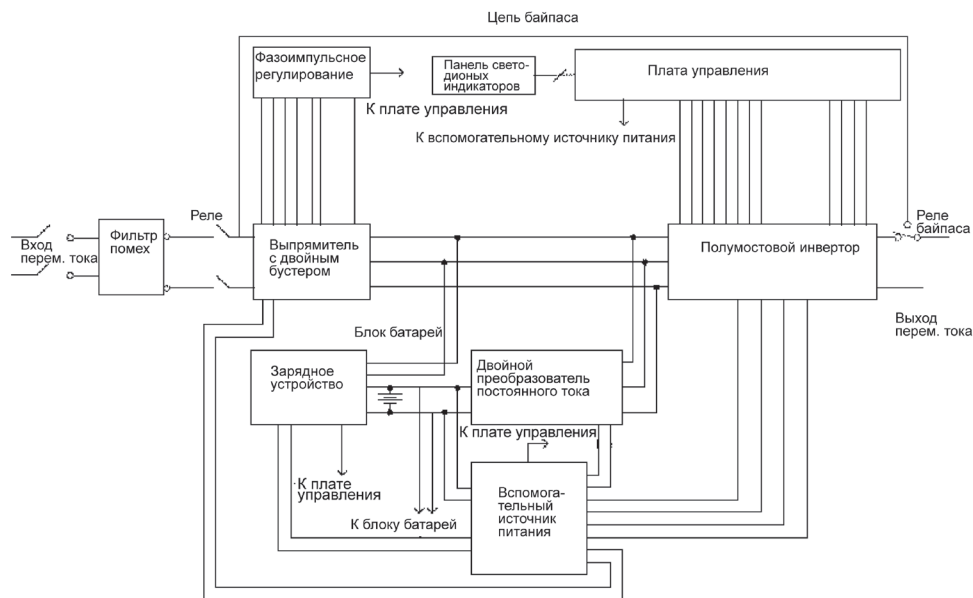 Цепь байпаса
Фазоимпульсное
регулирование
Панель свето-
дионых
индикаторов
Плата управления
К плате управления
К вспомогательному источнику питания
Реле
Вход
перем. тока
Фильтр
помех
Выпрямитель
с двойным
бустером
Полумостовой инвертор
Реле
байпаса
Выход
перем. тока
Блок батарей
Зарядное
устройство
Двойной
преобразователь
постоянного тока
К плате управления
К плате
управления
Вспомога-
тельный
источник
питания
К блоку батарей